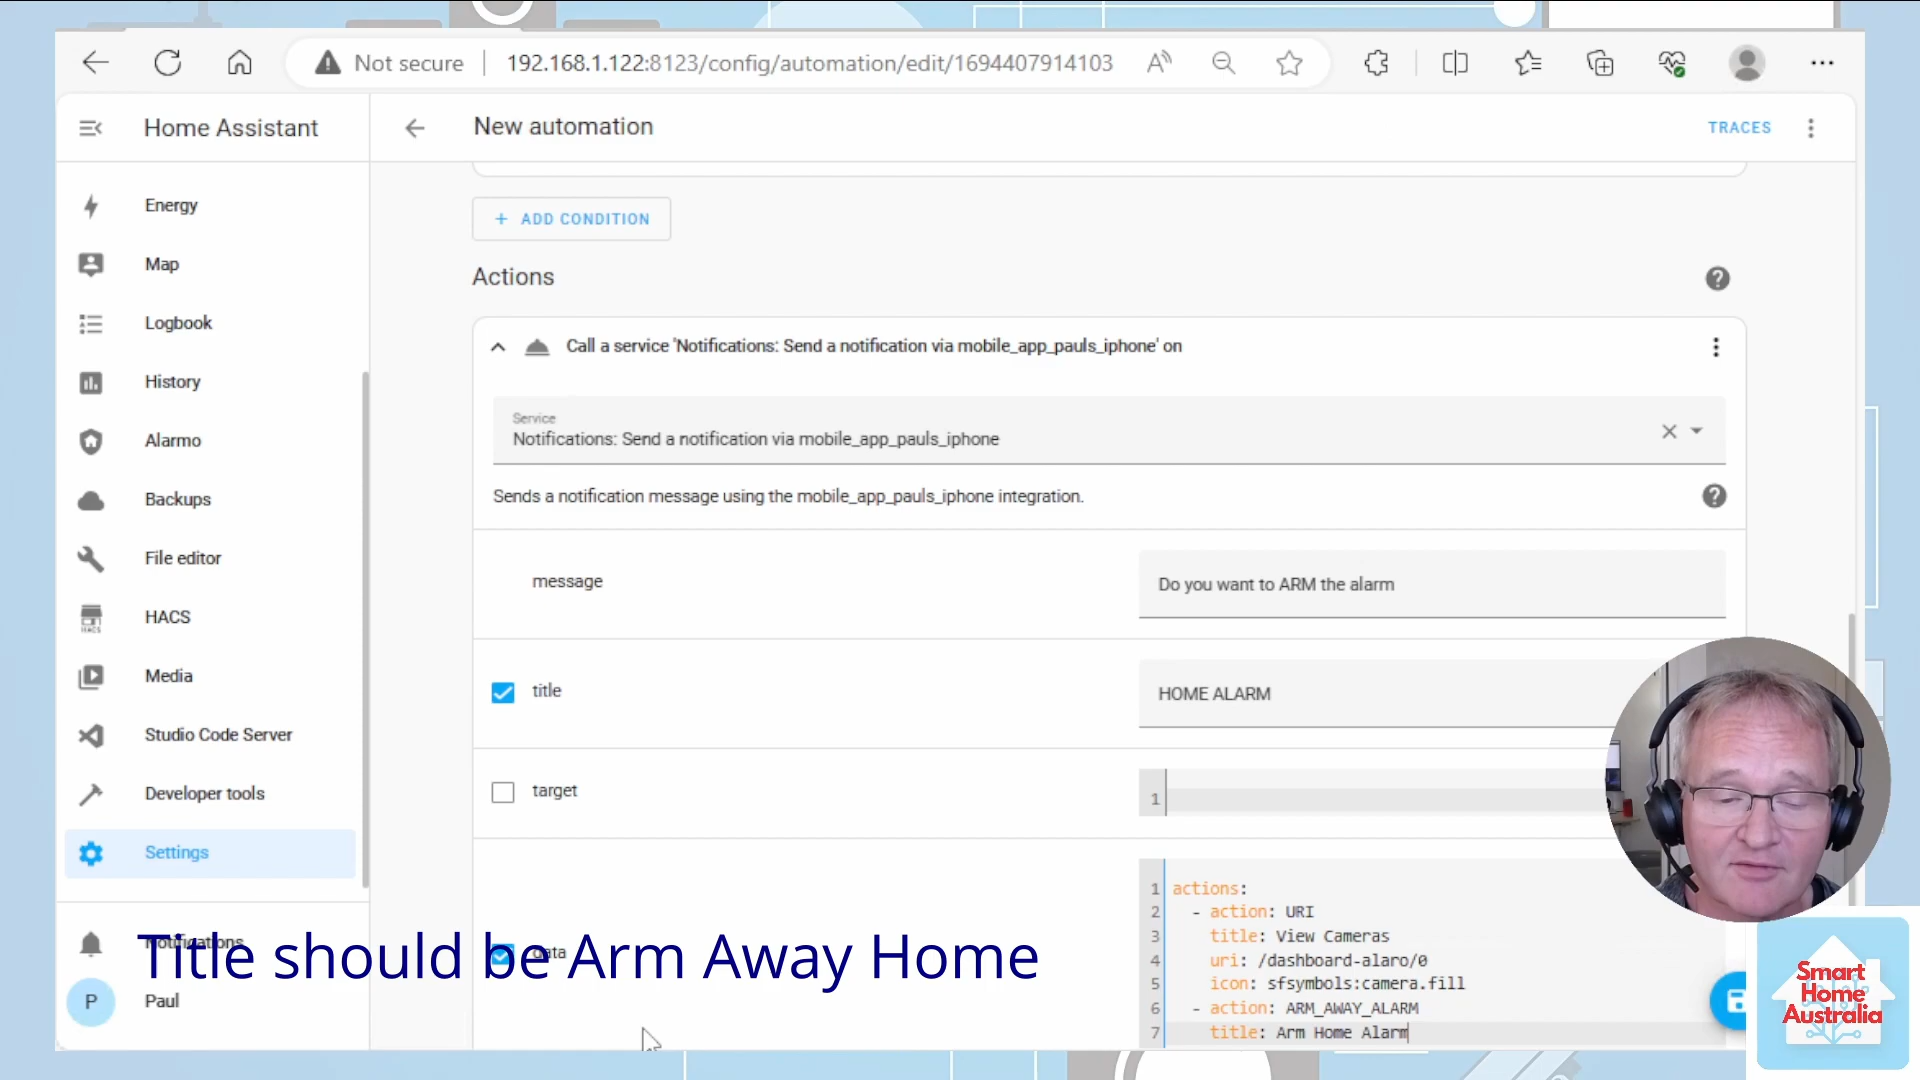 Not secure
192.168.1.122:8123/config/automation/edit/1694407914103
Home Assistant
New automation
TRACES
Energy
Map
Logbook
History
Alarmo
Backups
File editor
HACS
HACS
Media
Studio Code Server
Developer tools
Settings
Notifications
P
Paul
+ ADD CONDITION
Actions
Call a service 'Notifications: Send a notification via mobile_app_pauls_iphone' on
Service
Notifications: Send a notification via mobile_app_pauls_iphone
Sends a notification message using the mobile_app_pauls_iphone integration.
message
Do you want to ARM the alarm
title
HOME ALARM
target
1
data
1 actions:
2 - action: URI
3 title: View Cameras
4 uri: /dashboard-alaro/0
5 icon: sfsymbols:camera.fill
6 - action: ARM_AWAY_ALARM
7 title: Arm Home Alarm
Title should be Arm Away Home
Smart
Home
Australia